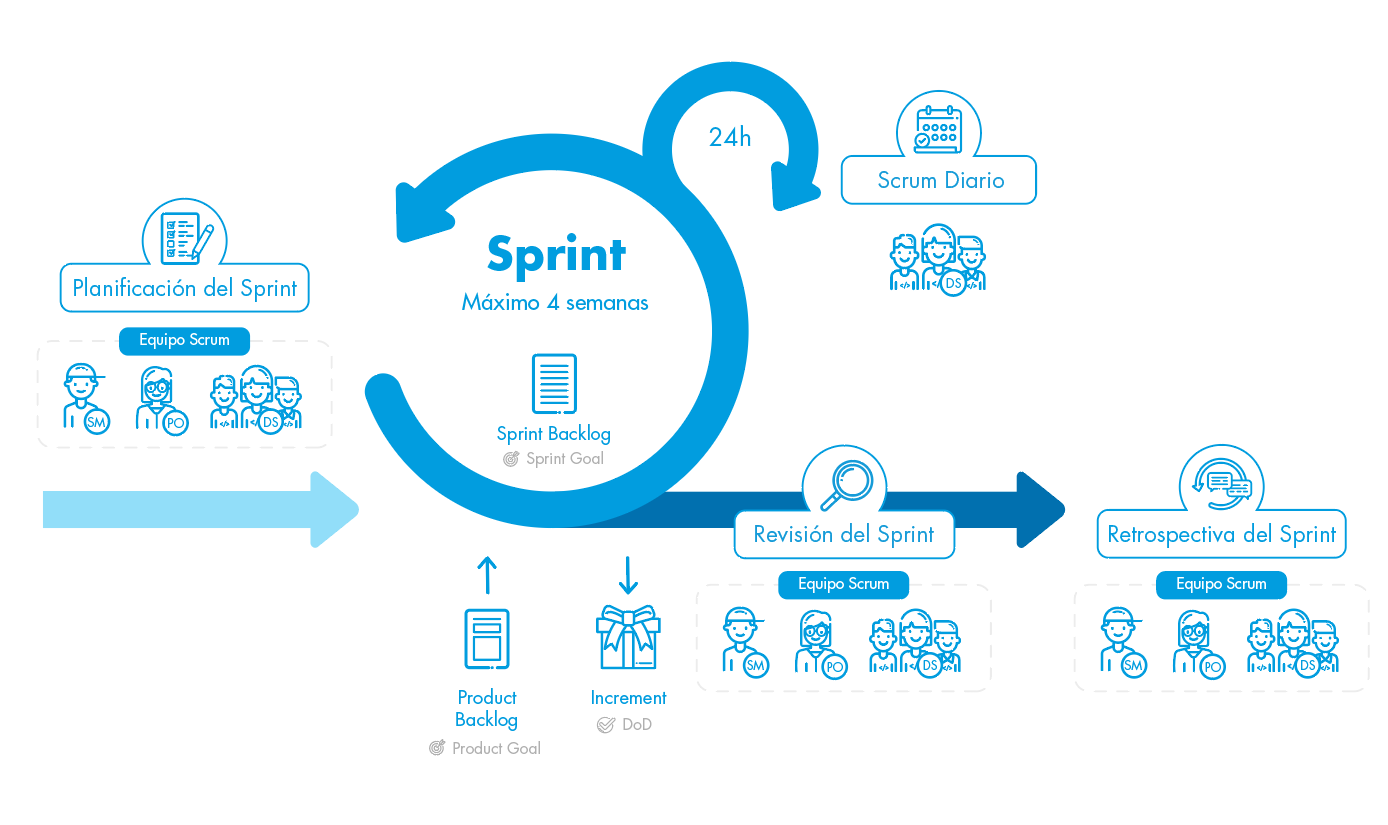 24h
Scrum Diario
DS
Sprint
Máximo 4 semanas
Sprint Backlog
Sprint Goal
Planificación del Sprint
Equipo Scrum
SM
PO
</>
</>
DS
</>
</>
Revisión del Sprint
Equipo Scrum
SM
PO
</>
DS
</>
Retrospectiva del Sprint
Equipo Scrum
SM
PO
</>
DS
</>
Product
Backlog
Product Goal
Increment
DoD